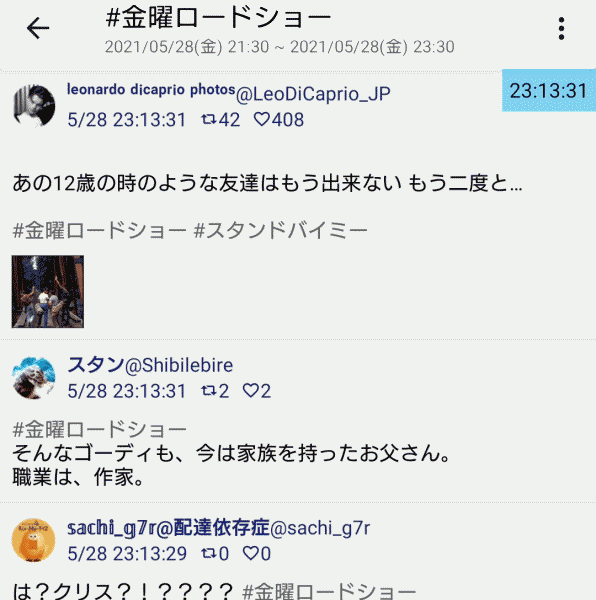 #金曜ロードショー
2021/05/28(金) 21:30 ~ 2021/05/28(金) 23:30
23:13:31
leonardo dicaprio photos@LeoDiCaprio_JP
5/28 23:13:31 42 408
あの12歳の時のような友達はもう出来ない もう二度と…
#金曜ロードショー #スタンドバイミー
スタン@Shibilebire
5/28 23:13:31 2 2
#金曜ロードショー
そんなゴーディも、今は家族を持ったお父さん。
職業は、作家。
𝕤𝕒𝕔𝕙𝕚_𝕘𝟟𝕣@配達依存症@sachi_g7r
5/28 23:13:29 0 0
は？クリス？！？？？？ #金曜ロードショー